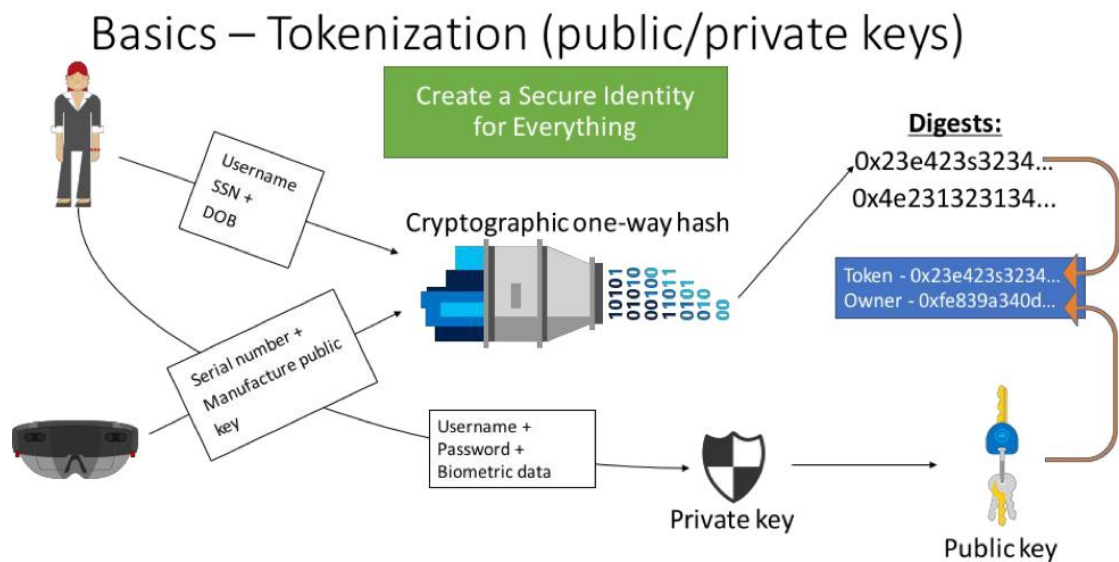 Basics – Tokenization (public/private keys)
Create a Secure Identity
for Everything
Username
SSN +
DOB
Cryptographic one-way hash
Digests:
0x23e423s3234...
0x4e231323134...
10101
01010
00100
11011
0101
010
00
Token - 0x23e423s3234...
Owner - 0xfe839a340d...
Serial number +
Manufacture public
key
Username +
Password +
Biometric data
Private key
Public key